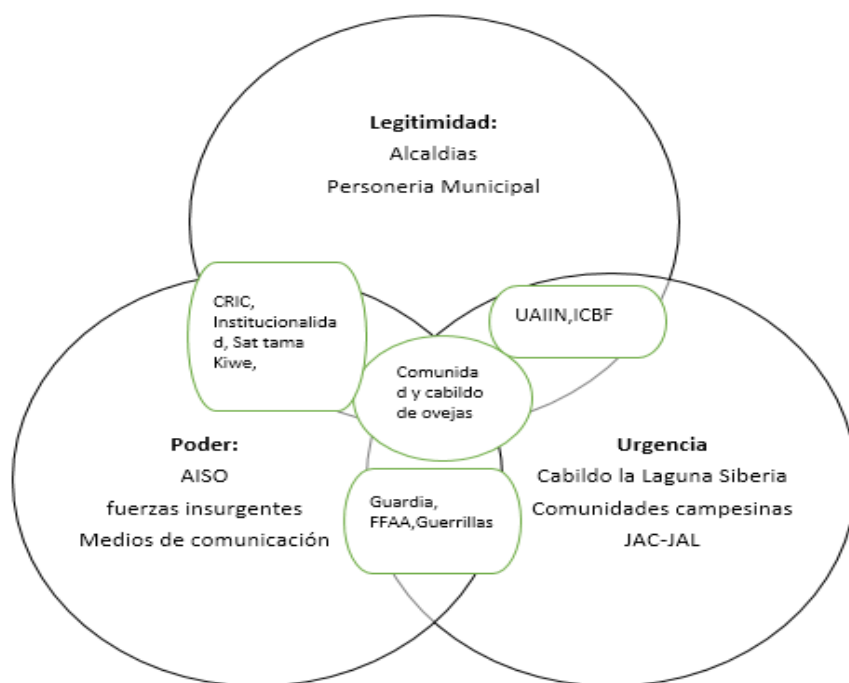 Legitimidad:
Alcaldias
Personeria Municipal
CRIC,
Institucionalida
d, Sat tama
Kiwe,
UAIIN,ICBF
Comunida
d y cabildo
de ovejas
Poder:
AISO
fuerzas insurgentes
Medios de comunicación
Urgencia
Cabildo la Laguna Siberia
Comunidades campesinas
JAC-JAL
Guardia,
FFAA,Guerrillas